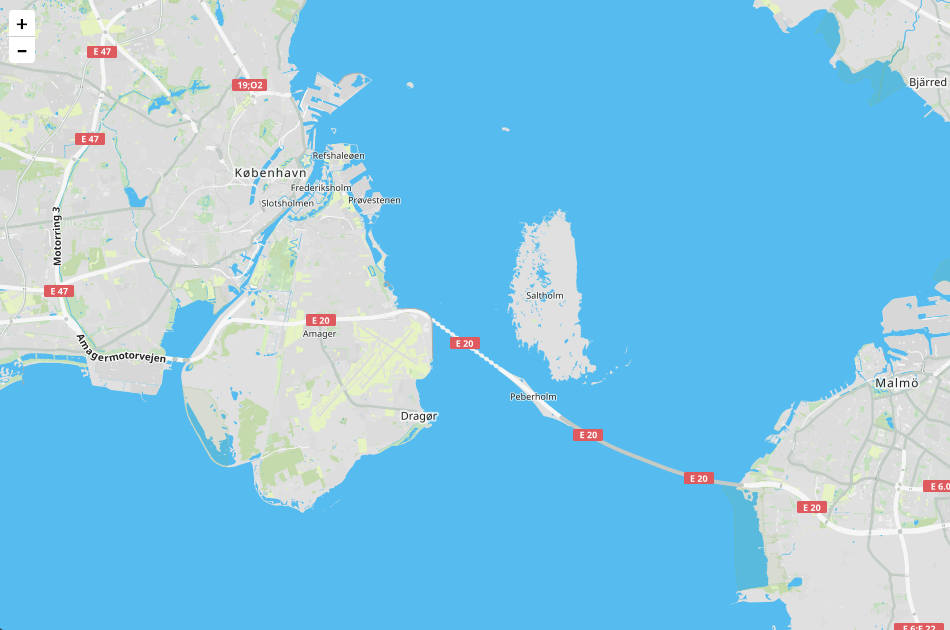 +
−
E 47
19;O2
Bjärred
E 47
Refshaleøen
København
Frederiksholm
Slotsholmen
Prøvestenen
Motorring 3
E 47
Saltholm
E 20
Amager
E 20
Amagermotorvejen
Malmö
Peberholm
Dragør
E 20
E 20
E 6.0
E 20
E 6;E 22